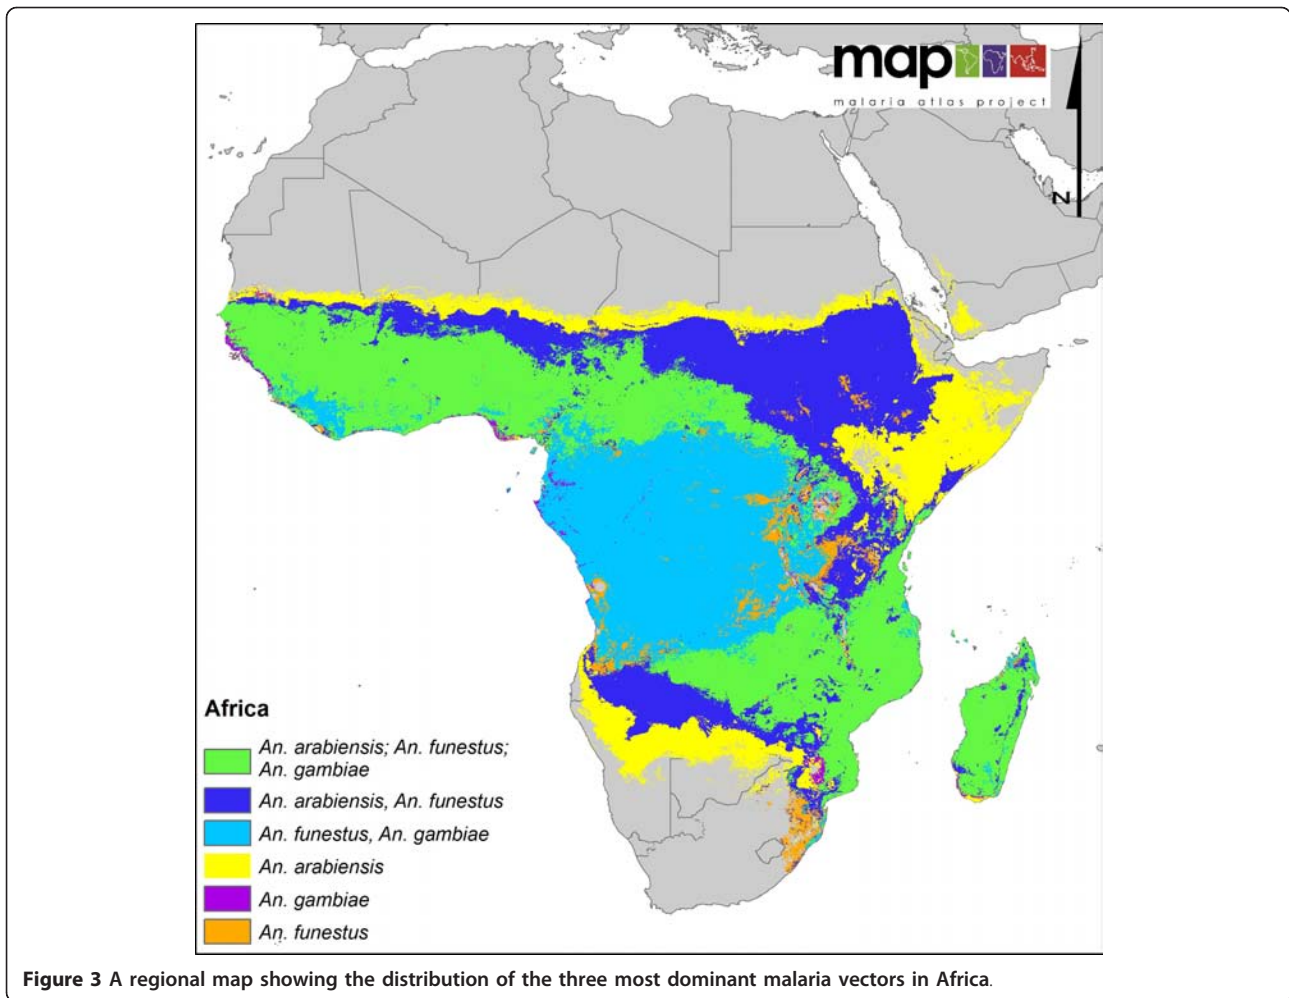 map
malaria atlas project
N
Africa
An. arabiensis; An. funestus;
An. gambiae
An. arabiensis, An. funestus
An. funestus, An. gambiae
An. arabiensis
An. gambiae
An. funestus
Figure 3 A regional map showing the distribution of the three most dominant malaria vectors in Africa.